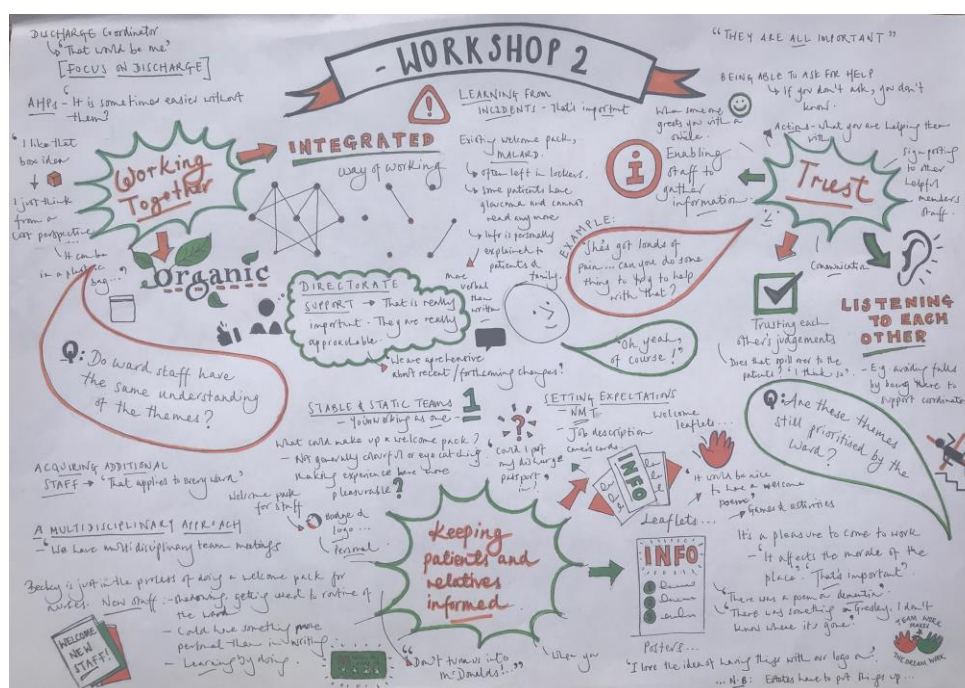 DISCHARGE Coordinator
"That would be me"
[FOCUS ON DISCHARGE]
AHPs - It is sometimes easier without
them?
"I like that
box idea
I just think
from a
cost perspective...
It can be
in a plastic
bag..."
Working
Together
- WORKSHOP 2
INTEGRATED
way of working
Organic
LEARNING FROM
INCIDENTS - That's important
Existing welcome pack,
MALARD.
often left in lockers.
some patients have
glaucoma and cannot
read anymore
Info is personally
explained to
patients &
family.
more
verbal
than
written
"THEY ARE ALL IMPORTANT"
BEING ABLE TO ASK FOR HELP
If you don't ask, you don't
know.
When someone
greets you with a
smile.
Actions - what you are helping them
with
i
Enabling
staff to
gather
information.
Trust
sign posting
to other
helpful
members
staff.
Communication
LISTENING
TO EACH
OTHER
- E.g avoiding falls
by being there to
support coordination
Trusting each
other's judgements
Does that spill over to the
patients? "I think so".
EXAMPLE:
"She's got loads of
pain... can you do some
thing to try to help
with that?
"Oh yeah,
of course!"
DIRECTORATE
SUPPORT → That is really
important. They are really
approachable.
We are aprehensive
about recent/forthcoming changes?
Q: Do ward staff have
the same understanding
of the themes?
STABLE & STATIC TEAMS
- You working as one - 1
What could make up a welcome pack?
- Not generally colourful or eye catching.
making experience here more
pleasurable?
SETTING EXPECTATIONS
- NMT:
- Job description
Welcome
leaflets...
?
"Could I put
my discharge
passport
in?"
INFO
Leaflets...
"It would be nice
to have a welcome
poem"
Games & activities
Q: Are these themes
still prioritised by the
Ward?
ACQUIRING ADDITIONAL
STAFF → "That applies to every ward"
Welcome pack
for staff
Badge &
logo...
Personal
A MULTIDISCIPLINARY APPROACH
- "We have multidisciplinary team meetings
Becky is just in the process of doing a welcome pack for
nurses. New staff: - shadowing, getting used to routine of
the ward
- Could have something more
personal than in writing
- Learning by doing.
WELCOME
NEW
STAFF!
Keeping
patients and
relatives
informed
"Don't turn us into
McDonalds!..."
"When you
INFO
Posters...
It's a pleasure to come to work
- "It affects the morale of the
place." "That's important"
"There was a poem on dementia"
"There was something on Gresley. I don't
know where its gone"
"I love the idea of having things with our logo on"
... N.B: Estates have to put things up...
TEAM WORK
MAKES
THE DREAM WORK